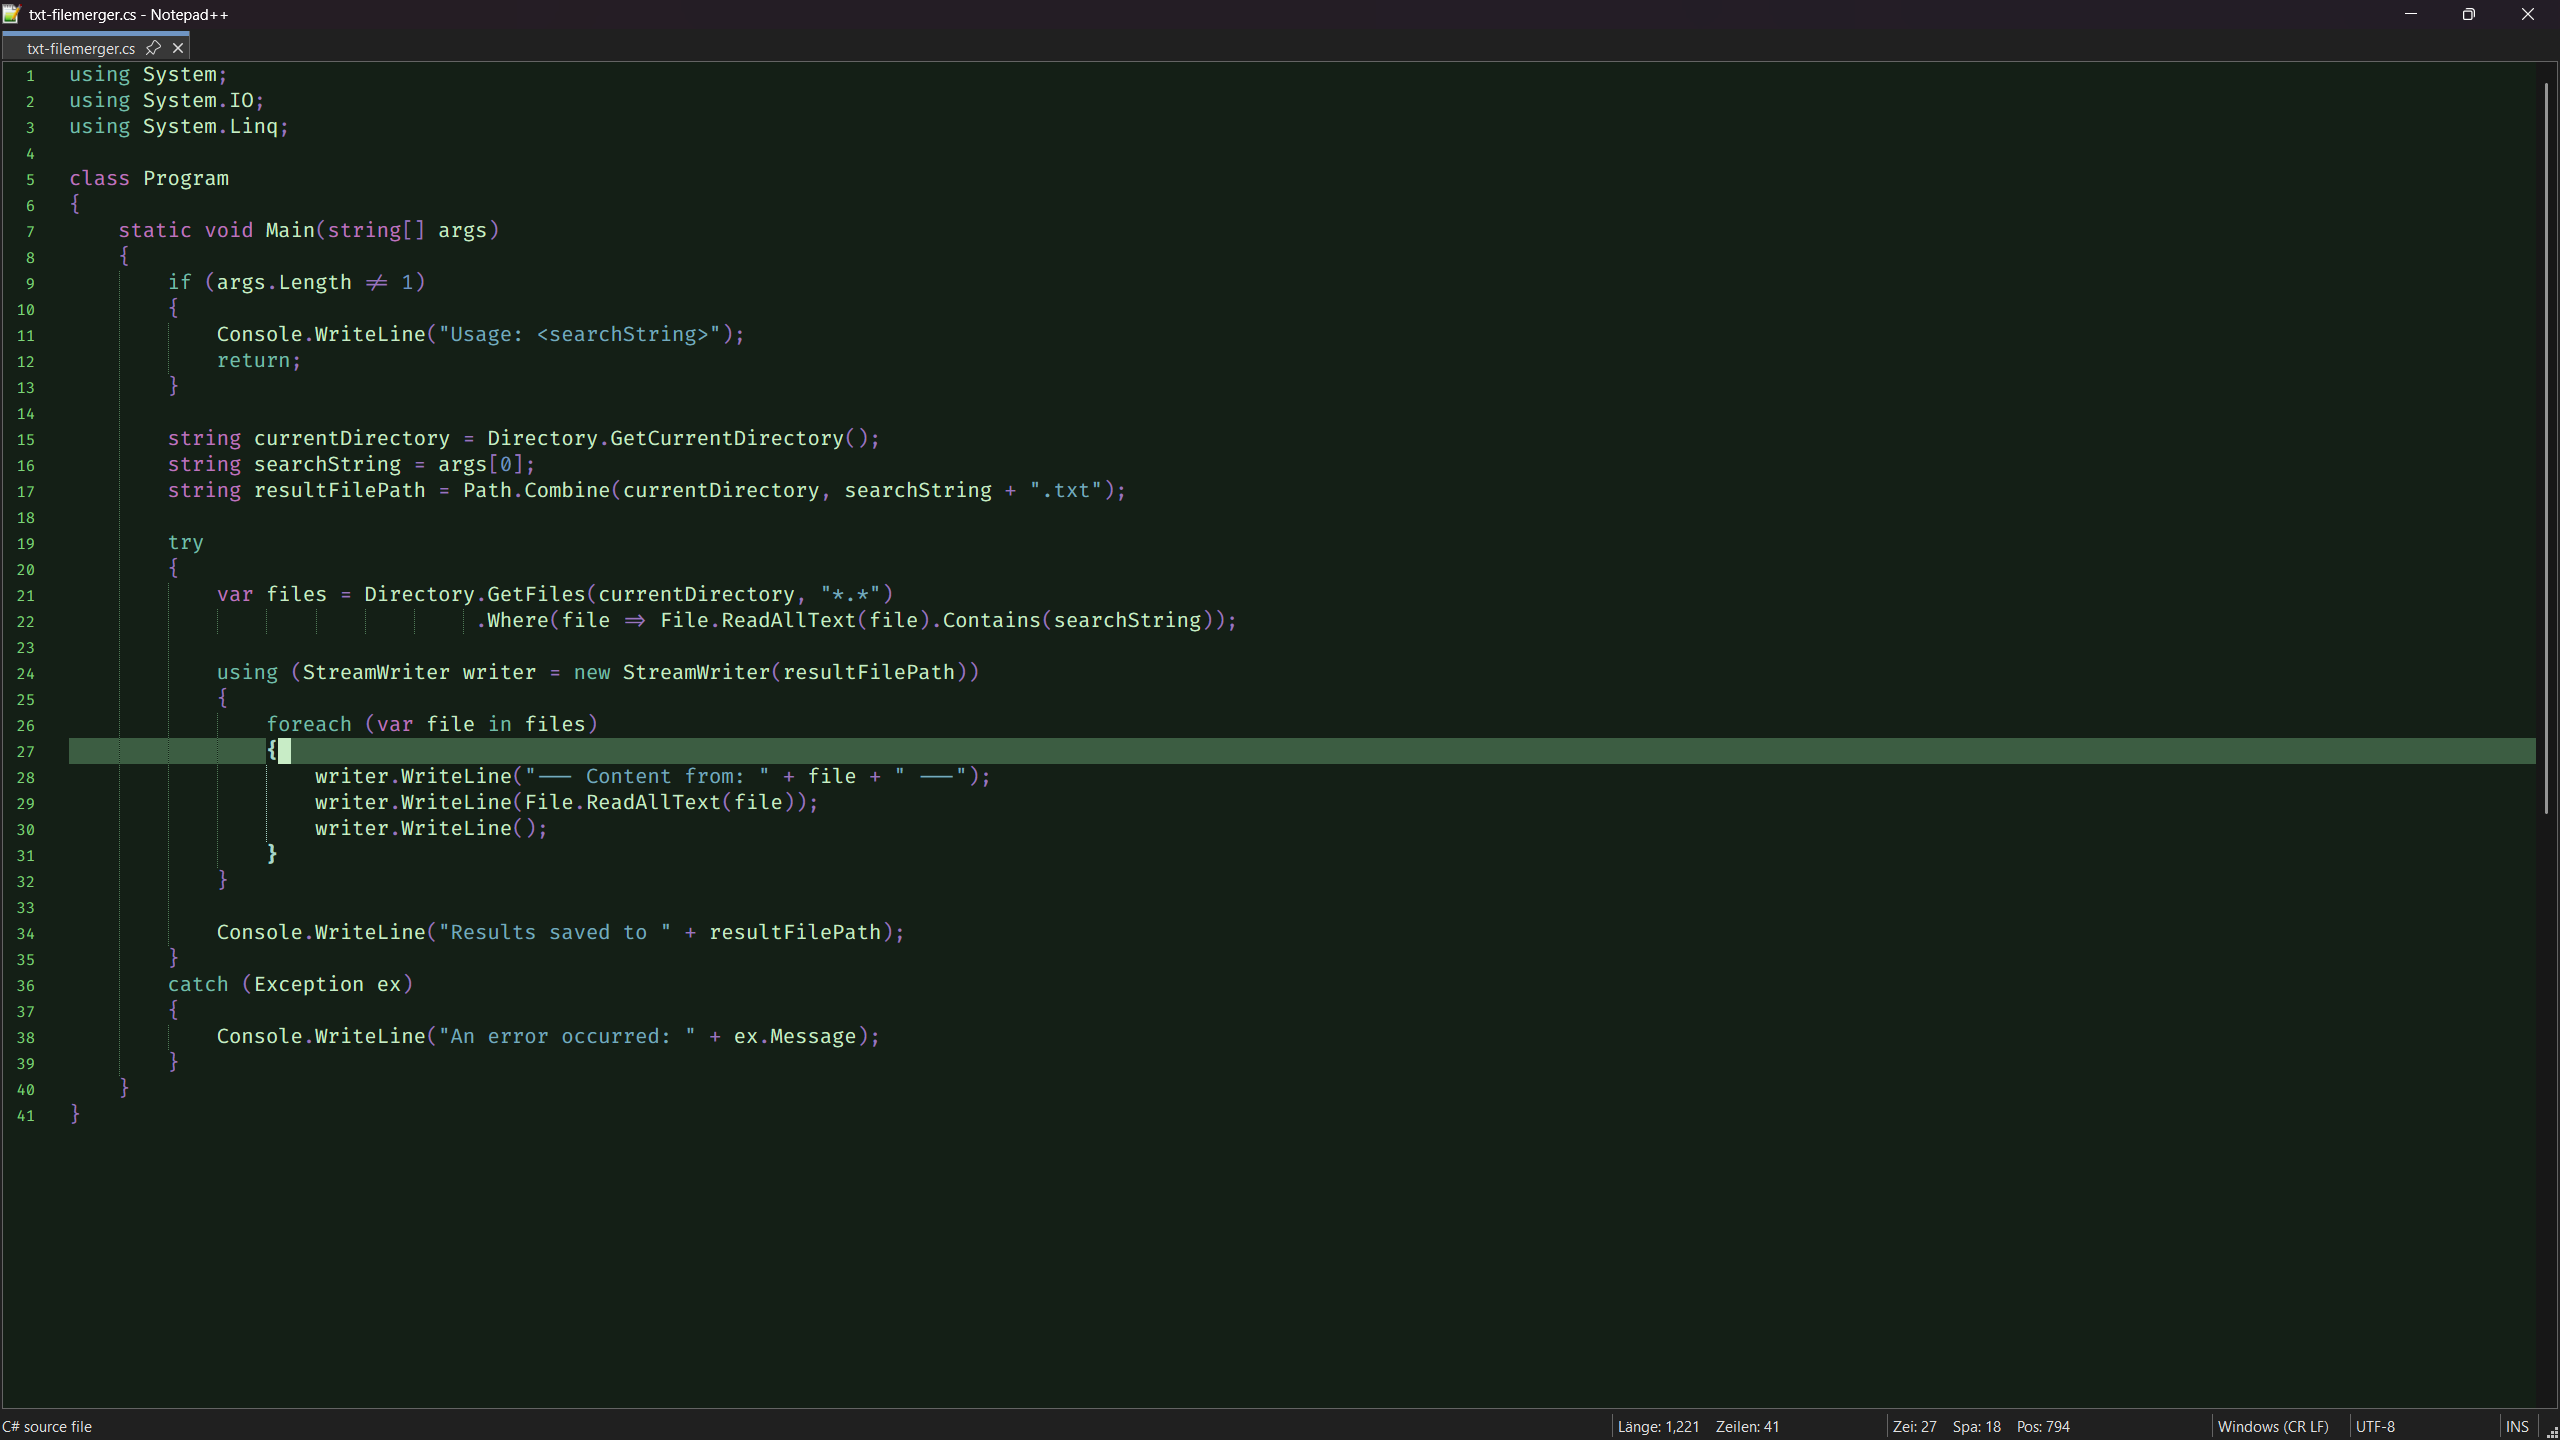 txt-filemerger.cs - Notepad++
txt-filemerger.cs
1 using System;
2 using System.IO;
3 using System.Linq;
4
5 class Program
6 {
7     static void Main(string[] args)
8     {
9         if (args.Length != 1)
10         {
11             Console.WriteLine("Usage: <searchString>");
12             return;
13         }
14
15         string currentDirectory = Directory.GetCurrentDirectory();
16         string searchString = args[0];
17         string resultFilePath = Path.Combine(currentDirectory, searchString + ".txt");
18
19         try
20         {
21             var files = Directory.GetFiles(currentDirectory, "*.*")
22                                  .Where(file => File.ReadAllText(file).Contains(searchString));
23
24             using (StreamWriter writer = new StreamWriter(resultFilePath))
25             {
26                 foreach (var file in files)
27                 {
28                     writer.WriteLine("--- Content from: " + file + " ---");
29                     writer.WriteLine(File.ReadAllText(file));
30                     writer.WriteLine();
31                 }
32             }
33
34             Console.WriteLine("Results saved to " + resultFilePath);
35         }
36         catch (Exception ex)
37         {
38             Console.WriteLine("An error occurred: " + ex.Message);
39         }
40     }
41 }
C# source file Länge: 1,221 Zeilen: 41 Zei: 27 Spa: 18 Pos: 794 Windows (CR LF) UTF-8 INS